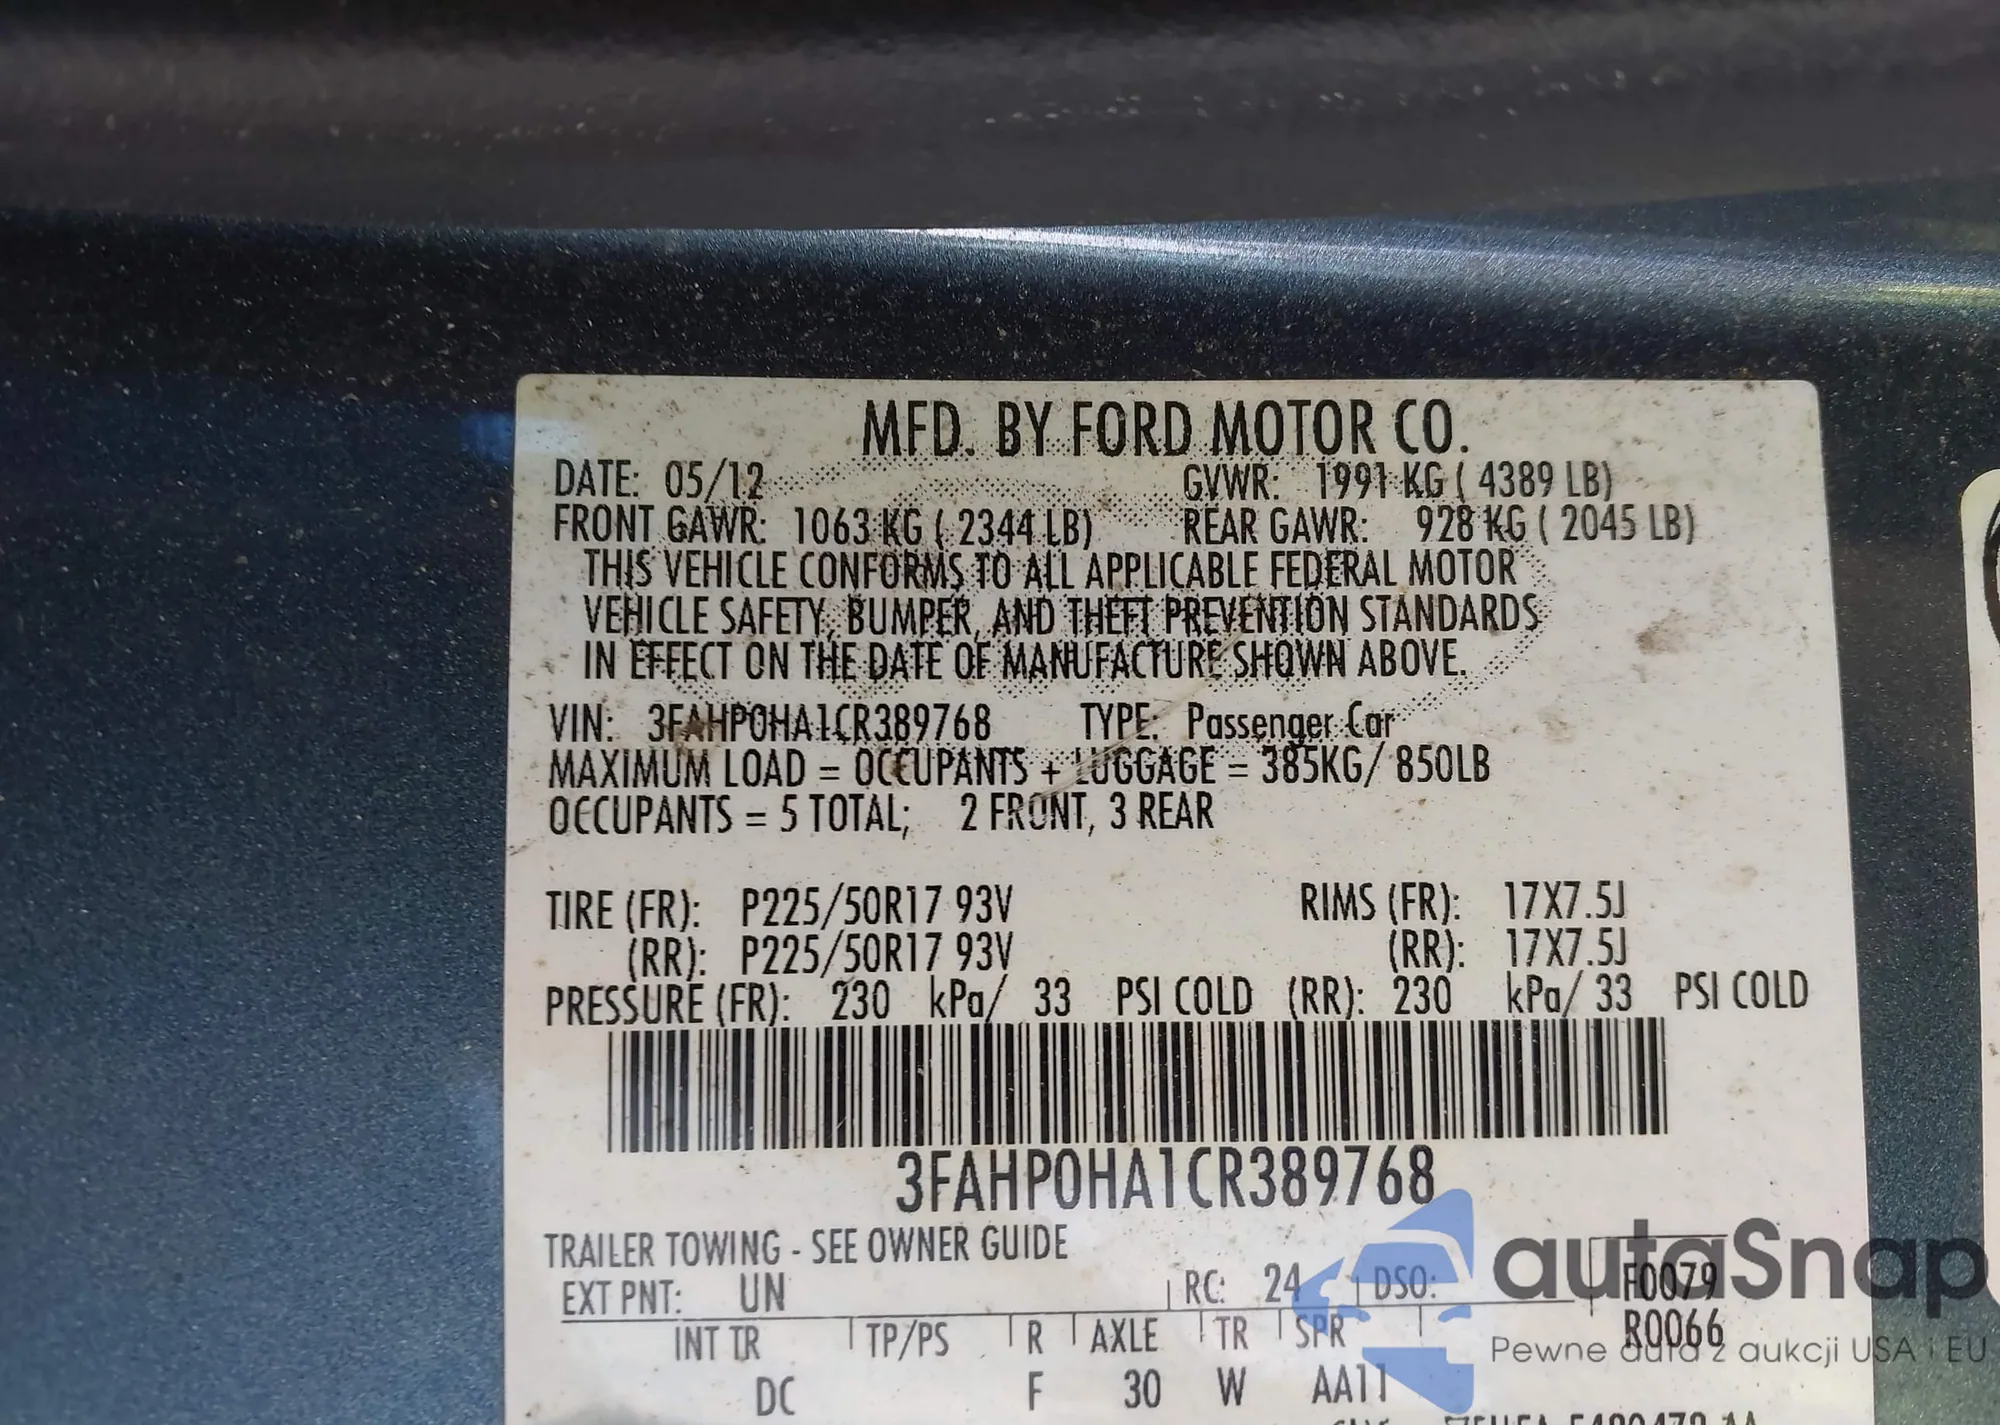 MFD. BY FORD MOTOR CO.
DATE: 05/12 GVWR: 1991 KG ( 4389 LB)
FRONT GAWR: 1063 KG ( 2344 LB) REAR GAWR: 928 KG ( 2045 LB)
THIS VEHICLE CONFORMS TO ALL APPLICABLE FEDERAL MOTOR
VEHICLE SAFETY, BUMPER, AND THEFT PREVENTION STANDARDS
IN EFFECT ON THE DATE OF MANUFACTURE SHOWN ABOVE.
VIN: 3FAHP0HA1CR389768 TYPE: Passenger Car
MAXIMUM LOAD = OCCUPANTS + LUGGAGE = 385KG/ 850LB
OCCUPANTS = 5 TOTAL; 2 FRONT, 3 REAR
TIRE (FR): P225/50R17 93V RIMS (FR): 17X7.5J
(RR): P225/50R17 93V (RR): 17X7.5J
PRESSURE (FR): 230 kPa/ 33 PSI COLD (RR): 230 kPa/ 33 PSI COLD
3FAHP0HA1CR389768
TRAILER TOWING - SEE OWNER GUIDE
EXT PNT: UN RC: 24 DSO: F0079
R0066
INT TR TP/PS R AXLE TR SPR
DC F 30 W AA11
autaSnap
Pewne auta z aukcji USA i EU